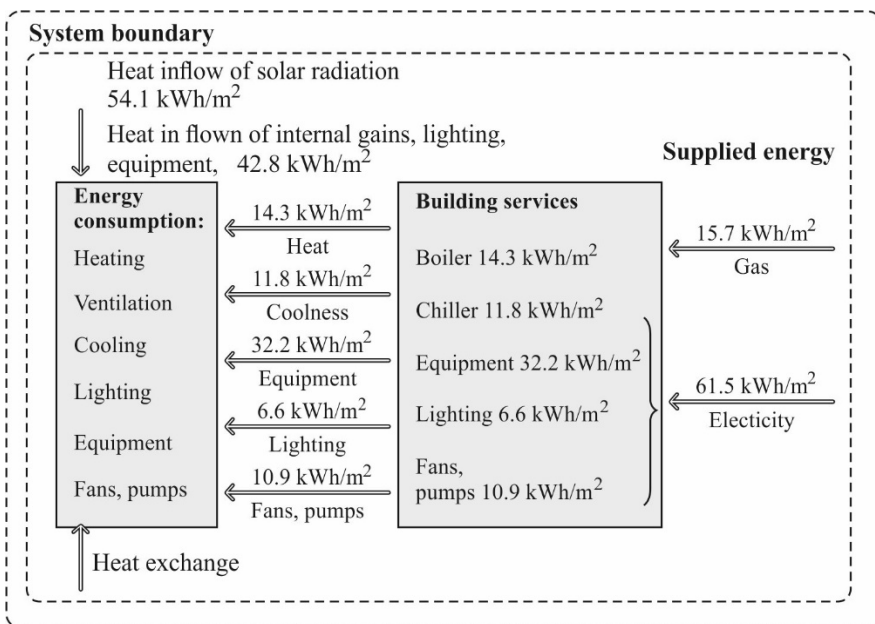 System boundary
Heat inflow of solar radiation
54.1 kWh/m²
Heat in flown of internal gains, lighting,
equipment, 42.8 kWh/m²
Supplied energy
Energy
consumption:
Heating
Ventilation
Cooling
Lighting
Equipment
Fans, pumps
14.3 kWh/m²
Heat
11.8 kWh/m²
Coolness
32.2 kWh/m²
Equipment
6.6 kWh/m²
Lighting
10.9 kWh/m²
Fans, pumps
Building services
Boiler 14.3 kWh/m²
Chiller 11.8 kWh/m²
Equipment 32.2 kWh/m²
Lighting 6.6 kWh/m²
Fans,
pumps 10.9 kWh/m²
15.7 kWh/m²
Gas
61.5 kWh/m²
Electicity
Heat exchange